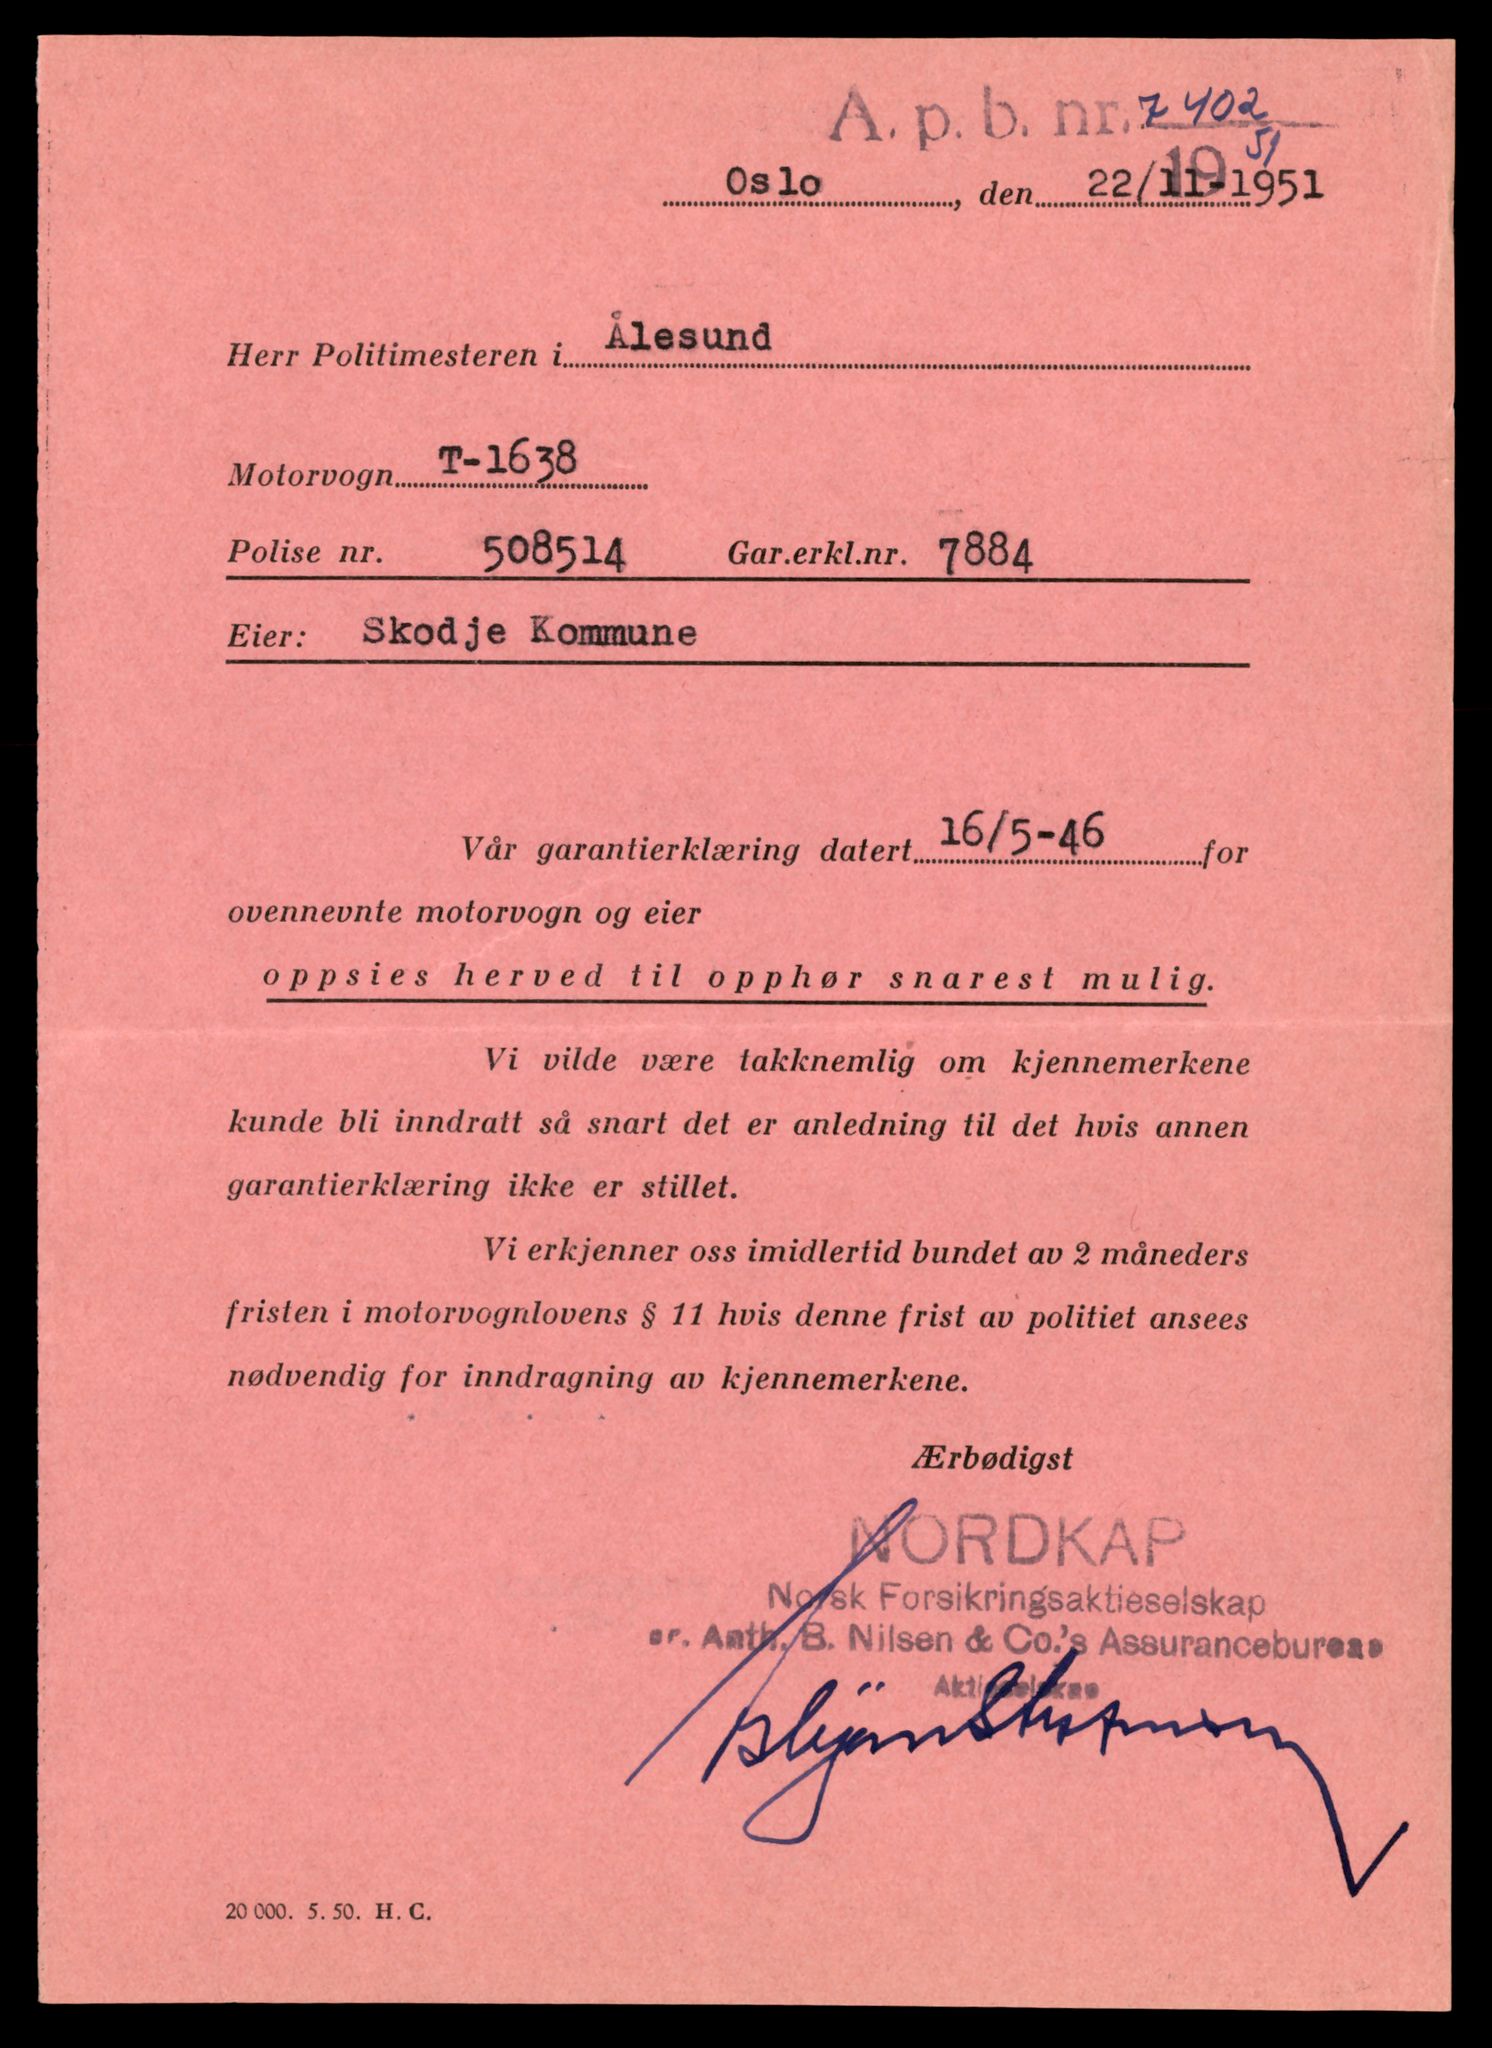 A. p. b. nr. 7402
19 51
Oslo, den 22/11-1951
Herr Politimesteren i Ålesund
Motorvogn T-1638
Polise nr. 508514 Gar.erkl.nr. 7884
Eier: Skodje Kommune
Vår garantierklæring datert 16/5-46 for
ovennevnte motorvogn og eier
oppsies herved til opphør snarest mulig.
Vi vilde være takknemlig om kjennemerkene
kunde bli inndratt så snart det er anledning til det hvis annen
garantierklæring ikke er stillet.
Vi erkjenner oss imidlertid bundet av 2 måneders
fristen i motorvognlovens § 11 hvis denne frist av politiet ansees
nødvendig for inndragning av kjennemerkene.
Ærbødigst
NORDKAP
Norsk Forsikringsaktieselskap
pr. Anth. B. Nilsen & Co.'s Assurancebureau
Aktieselskap
20 000. 5. 50. H. C.